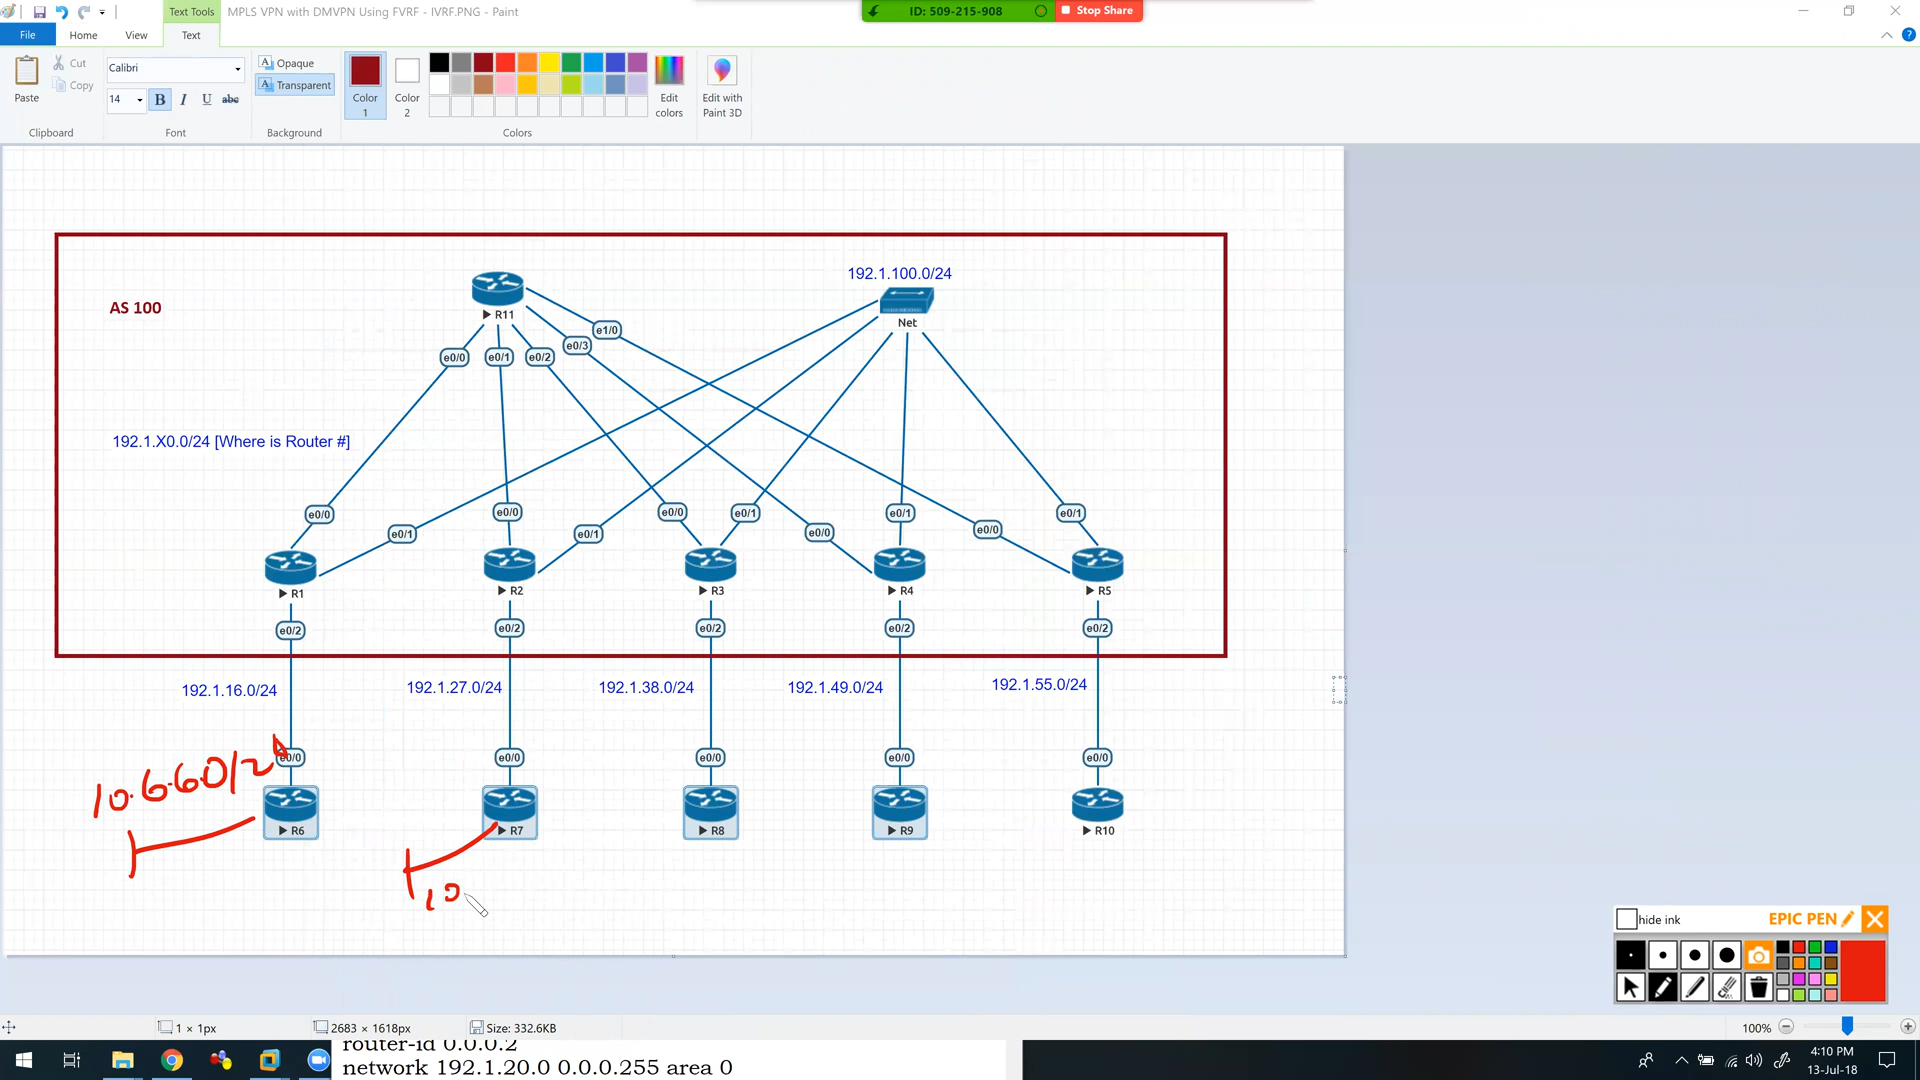 Text Tools
MPLS VPN with DMVPN Using FVRF - IVRF.PNG - Paint
ID: 509-215-908
Stop Share
File
Home
View
Text
Paste
Cut
Copy
Clipboard
Calibri
14
B
I
U
abc
Font
Opaque
Transparent
Background
Color
1
Color
2
Edit
colors
Edit with
Paint 3D
Colors
AS 100
R11
192.1.100.0/24
Net
e1/0
e0/3
e0/0
e0/1
e0/2
192.1.X0.0/24 [Where is Router #]
e0/0
e0/1
e0/0
e0/1
e0/0
e0/1
e0/0
e0/1
e0/0
e0/1
R1
R2
R3
R4
R5
e0/2
e0/2
e0/2
e0/2
e0/2
192.1.16.0/24
192.1.27.0/24
192.1.38.0/24
192.1.49.0/24
192.1.55.0/24
10.6.6.0/2
e0/0
e0/0
e0/0
e0/0
e0/0
R6
R7
R8
R9
R10
10
hide ink
EPIC PEN
1 × 1px
2683 × 1618px
Size: 332.6KB
100%
router-id 0.0.0.2
network 192.1.20.0 0.0.0.255 area 0
4:10 PM
13-Jul-18